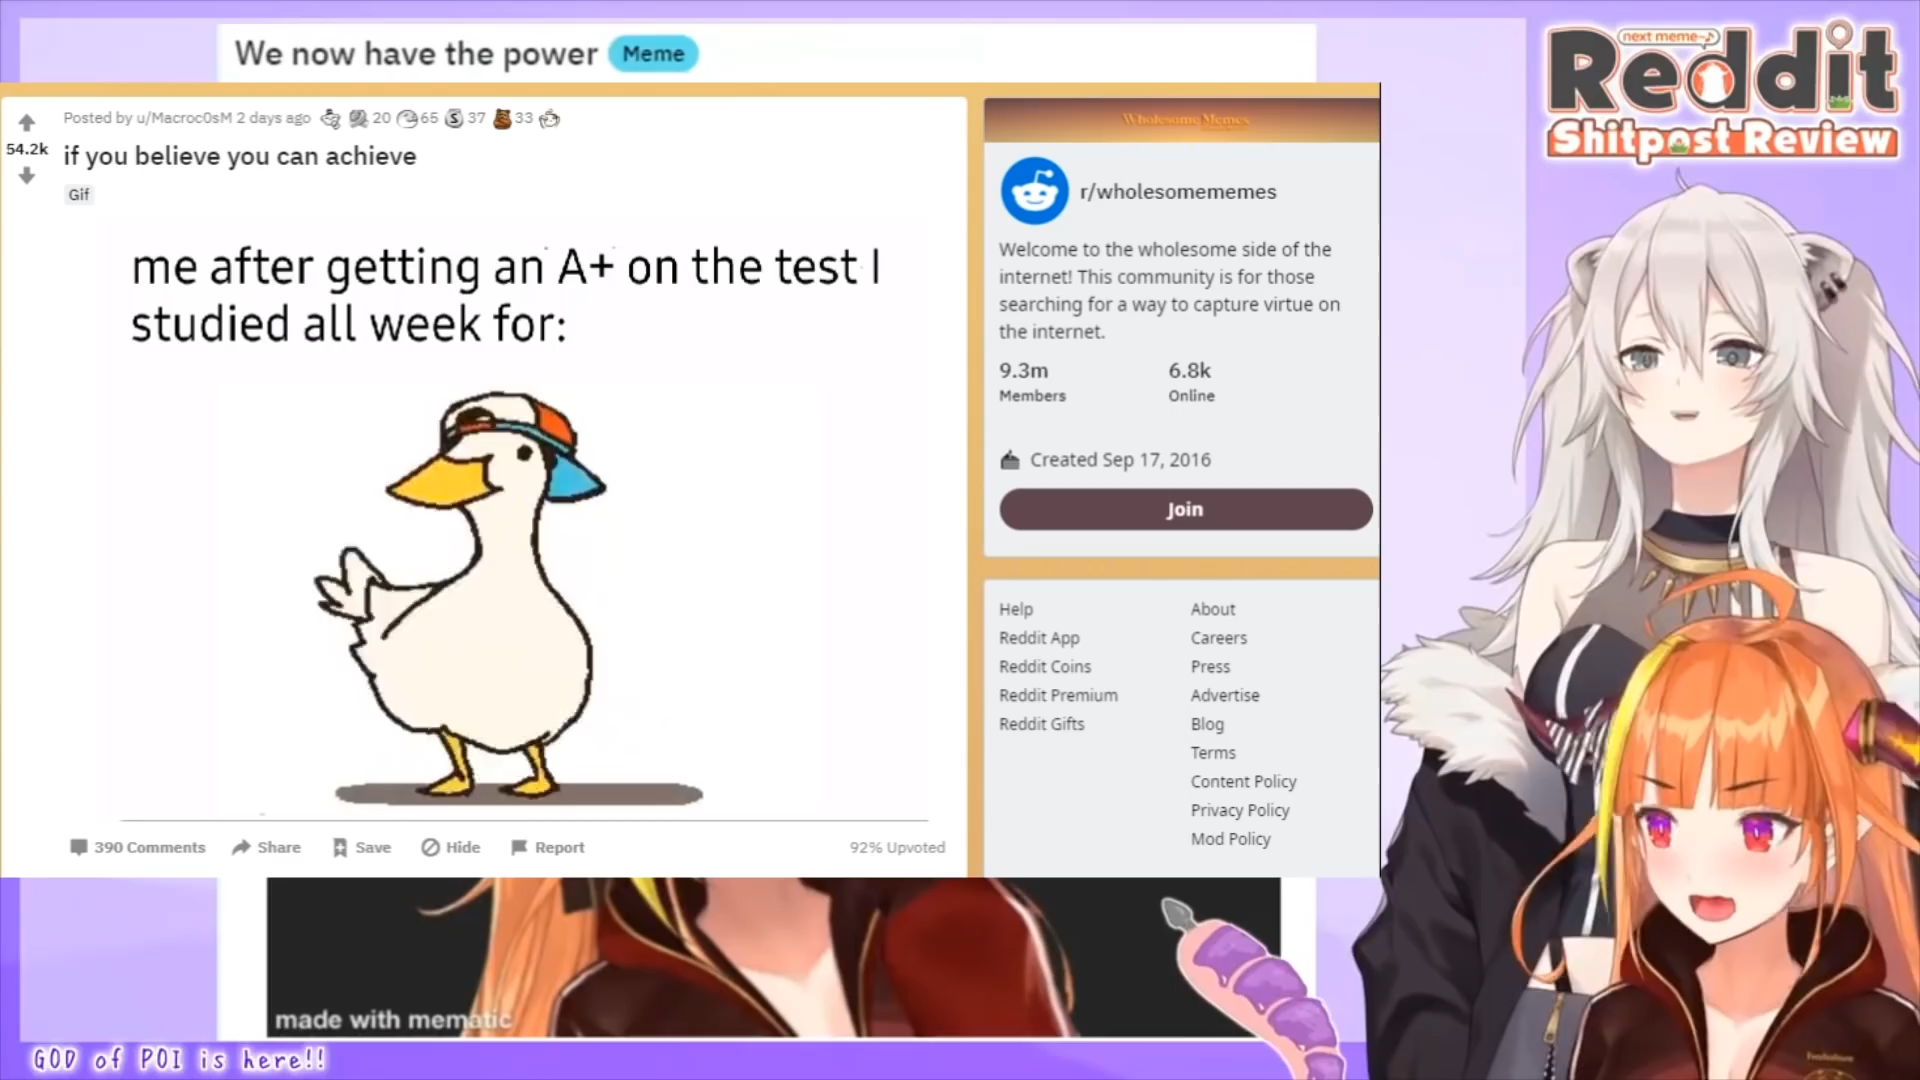 We now have the power Meme
next meme~♪
Reddit
Shitpost Review
Posted by u/Macroc0sM 2 days ago 20 65 37 33
54.2k
if you believe you can achieve
Gif
me after getting an A+ on the test I
studied all week for:
390 Comments Share Save Hide Report 92% Upvoted
Wholesome Memes
r/wholesomememes
Welcome to the wholesome side of the
internet! This community is for those
searching for a way to capture virtue on
the internet.
9.3m 6.8k
Members Online
Created Sep 17, 2016
Join
Help About
Reddit App Careers
Reddit Coins Press
Reddit Premium Advertise
Reddit Gifts Blog
Terms
Content Policy
Privacy Policy
Mod Policy
made with mematic
GOD of POI is here!!